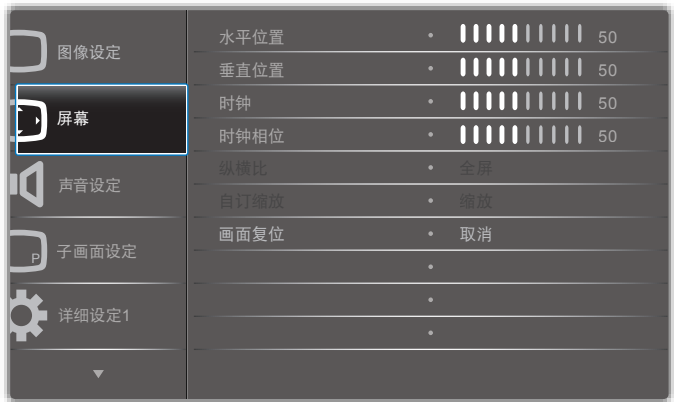 图像设定
屏幕
声音设定
P
子画面设定
详细设定1
水平位置 • 50
垂直位置 • 50
时钟 • 50
时钟相位 • 50
纵横比 • 全屏
自订缩放 • 缩放
画面复位 • 取消